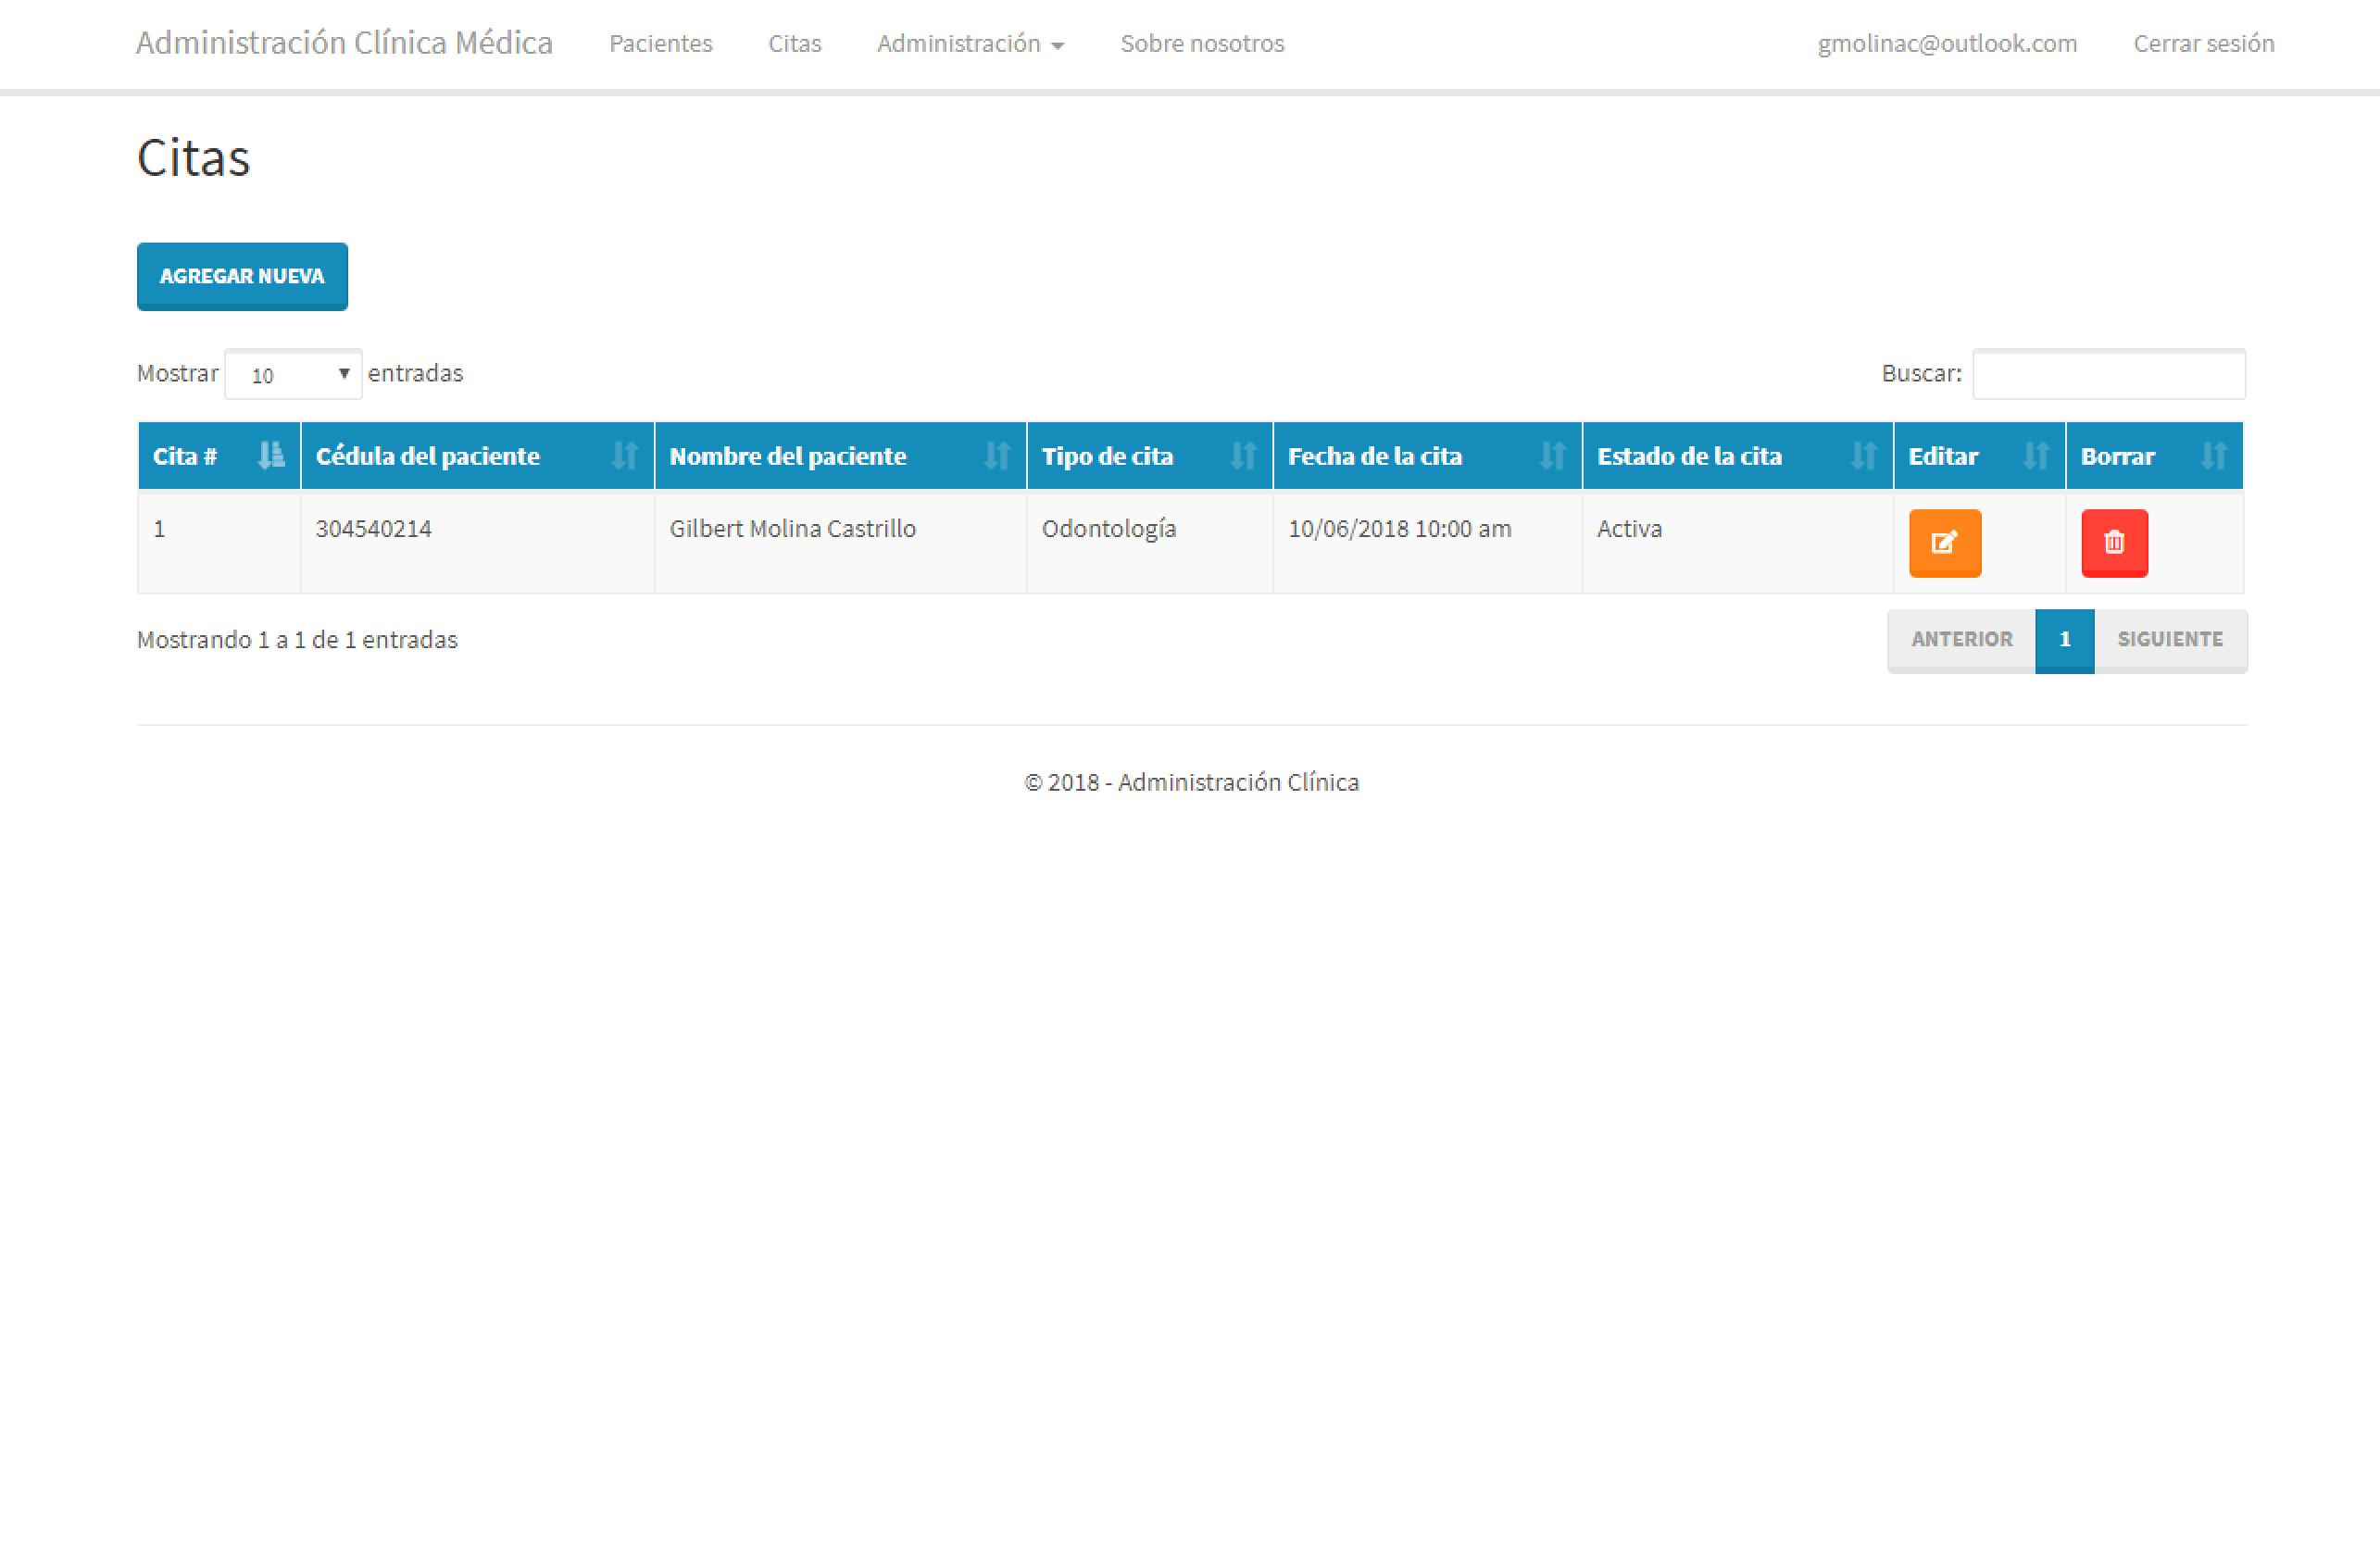 Administración Clínica Médica Pacientes Citas Administración Sobre nosotros gmolinac@outlook.com Cerrar sesión
Citas
AGREGAR NUEVA
Mostrar 10 entradas Buscar:
Cita # Cédula del paciente Nombre del paciente Tipo de cita Fecha de la cita Estado de la cita Editar Borrar
1 304540214 Gilbert Molina Castrillo Odontología 10/06/2018 10:00 am Activa
Mostrando 1 a 1 de 1 entradas ANTERIOR 1 SIGUIENTE
© 2018 - Administración Clínica